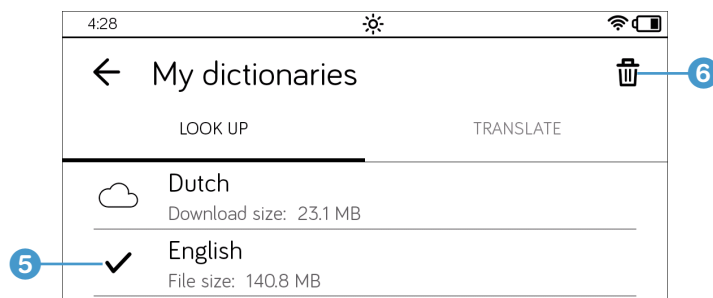 4:28
My dictionaries
6
LOOK UP TRANSLATE
Dutch
Download size: 23.1 MB
5
English
File size: 140.8 MB